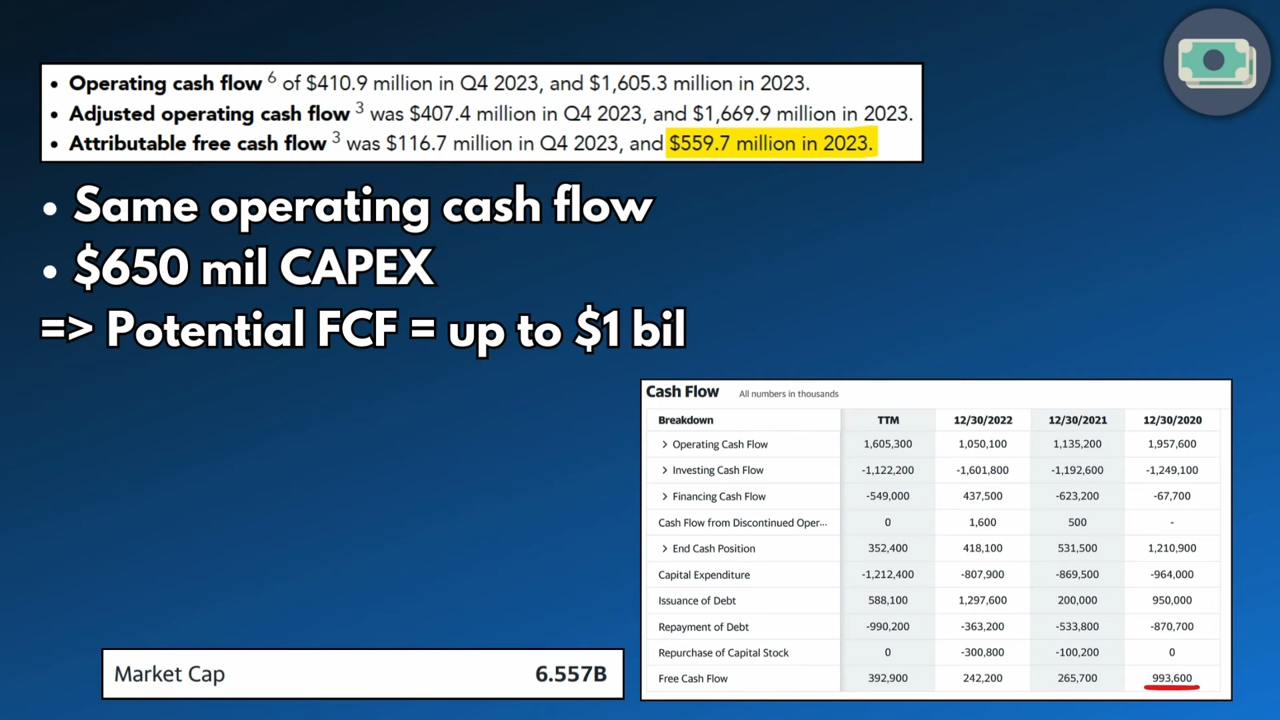 • Operating cash flow 6 of $410.9 million in Q4 2023, and $1,605.3 million in 2023.
• Adjusted operating cash flow 3 was $407.4 million in Q4 2023, and $1,669.9 million in 2023.
• Attributable free cash flow 3 was $116.7 million in Q4 2023, and $559.7 million in 2023.
• Same operating cash flow
• $650 mil CAPEX
=> Potential FCF = up to $1 bil
Cash Flow All numbers in thousands
Breakdown TTM 12/30/2022 12/30/2021 12/30/2020
> Operating Cash Flow 1,605,300 1,050,100 1,135,200 1,957,600
> Investing Cash Flow -1,122,200 -1,601,800 -1,192,600 -1,249,100
> Financing Cash Flow -549,000 437,500 -623,200 -67,700
Cash Flow from Discontinued Oper... 0 1,600 500 -
> End Cash Position 352,400 418,100 531,500 1,210,900
Capital Expenditure -1,212,400 -807,900 -869,500 -964,000
Issuance of Debt 588,100 1,297,600 200,000 950,000
Repayment of Debt -990,200 -363,200 -533,800 -870,700
Repurchase of Capital Stock 0 -300,800 -100,200 0
Free Cash Flow 392,900 242,200 265,700 993,600
Market Cap 6.557B